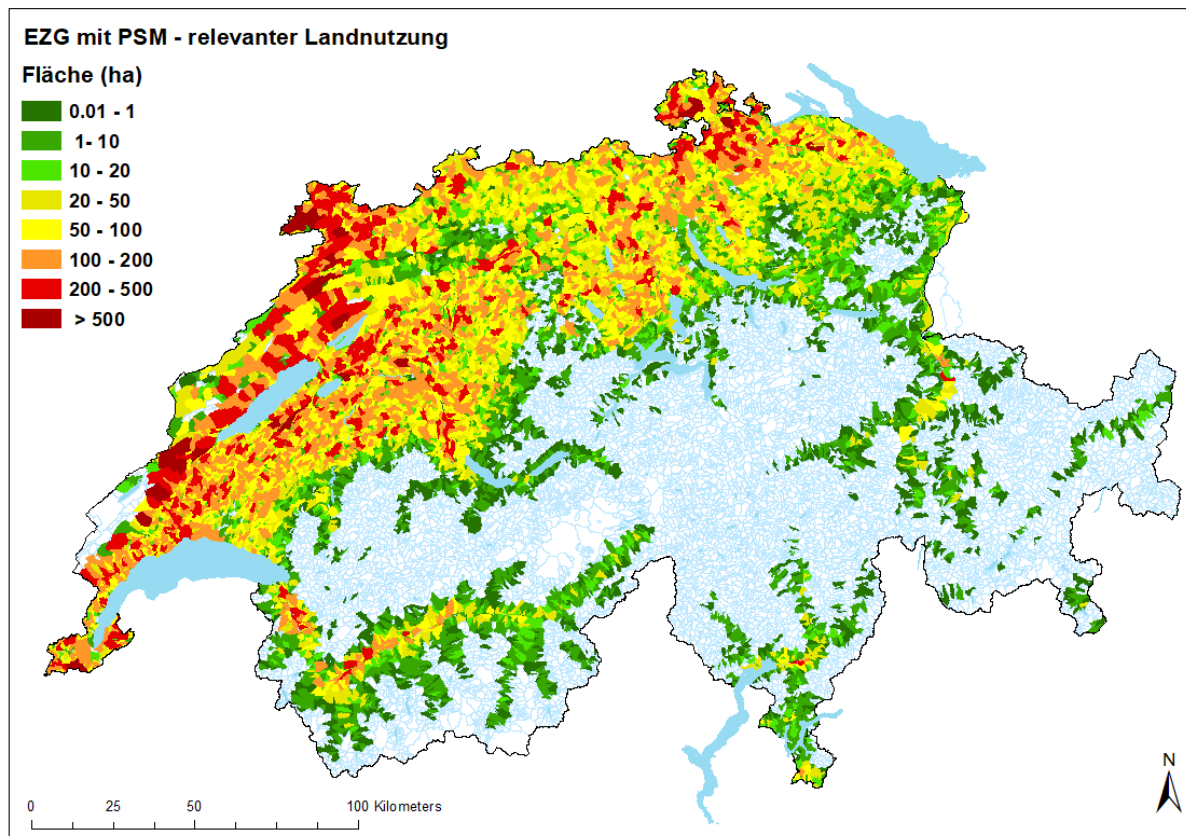 EZG mit PSM - relevanter Landnutzung
Fläche (ha)
0.01 - 1
1- 10
10 - 20
20 - 50
50 - 100
100 - 200
200 - 500
> 500
N
0 25 50 100 Kilometers